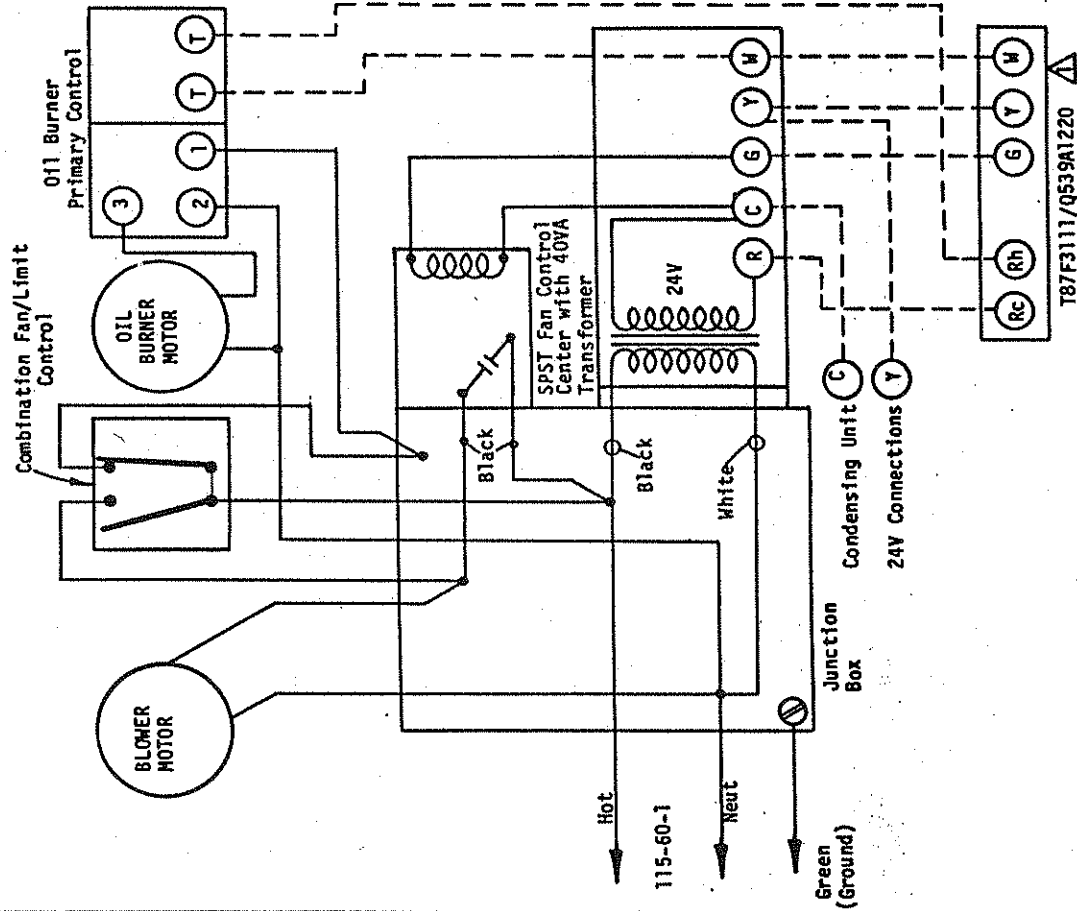 Oil Burner
Primary Control
T
T
3
1
2
Combination Fan/Limit
Control
OIL
BURNER
MOTOR
BLOWER
MOTOR
SPST Fan Control
Center with 40VA
Transformer
24V
R
C
G
Y
W
Black
Black
White
Hot
115-60-1
Neut
Green
(Ground)
Junction
Box
Condensing Unit
C
24V Connections
Y
Rc
Rh
G
Y
W
1
T87F3111/Q539A1220